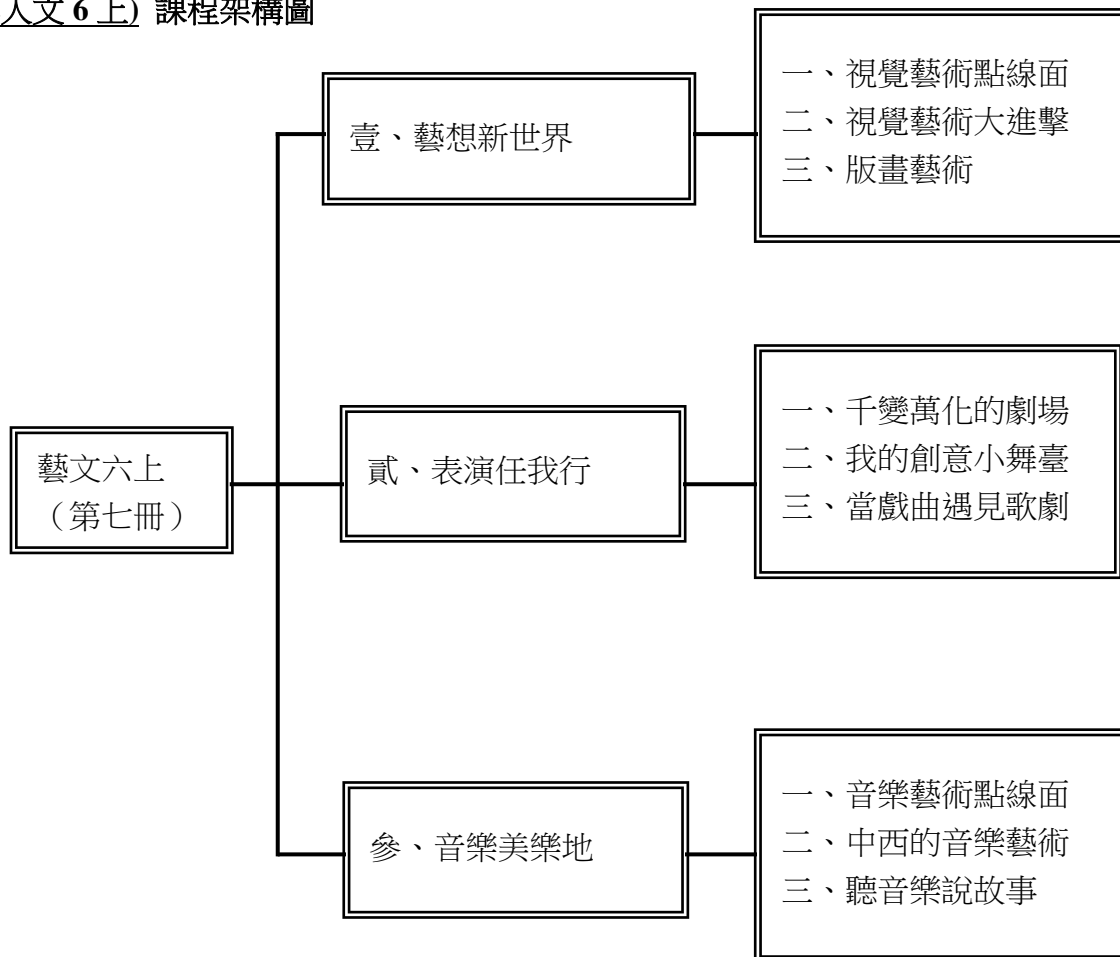 人文 6 上) 課程架構圖
壹、藝想新世界
一、視覺藝術點線面
二、視覺藝術大進擊
三、版畫藝術
藝文六上
（第七冊）
貳、表演任我行
一、千變萬化的劇場
二、我的創意小舞臺
三、當戲曲遇見歌劇
參、音樂美樂地
一、音樂藝術點線面
二、中西的音樂藝術
三、聽音樂說故事